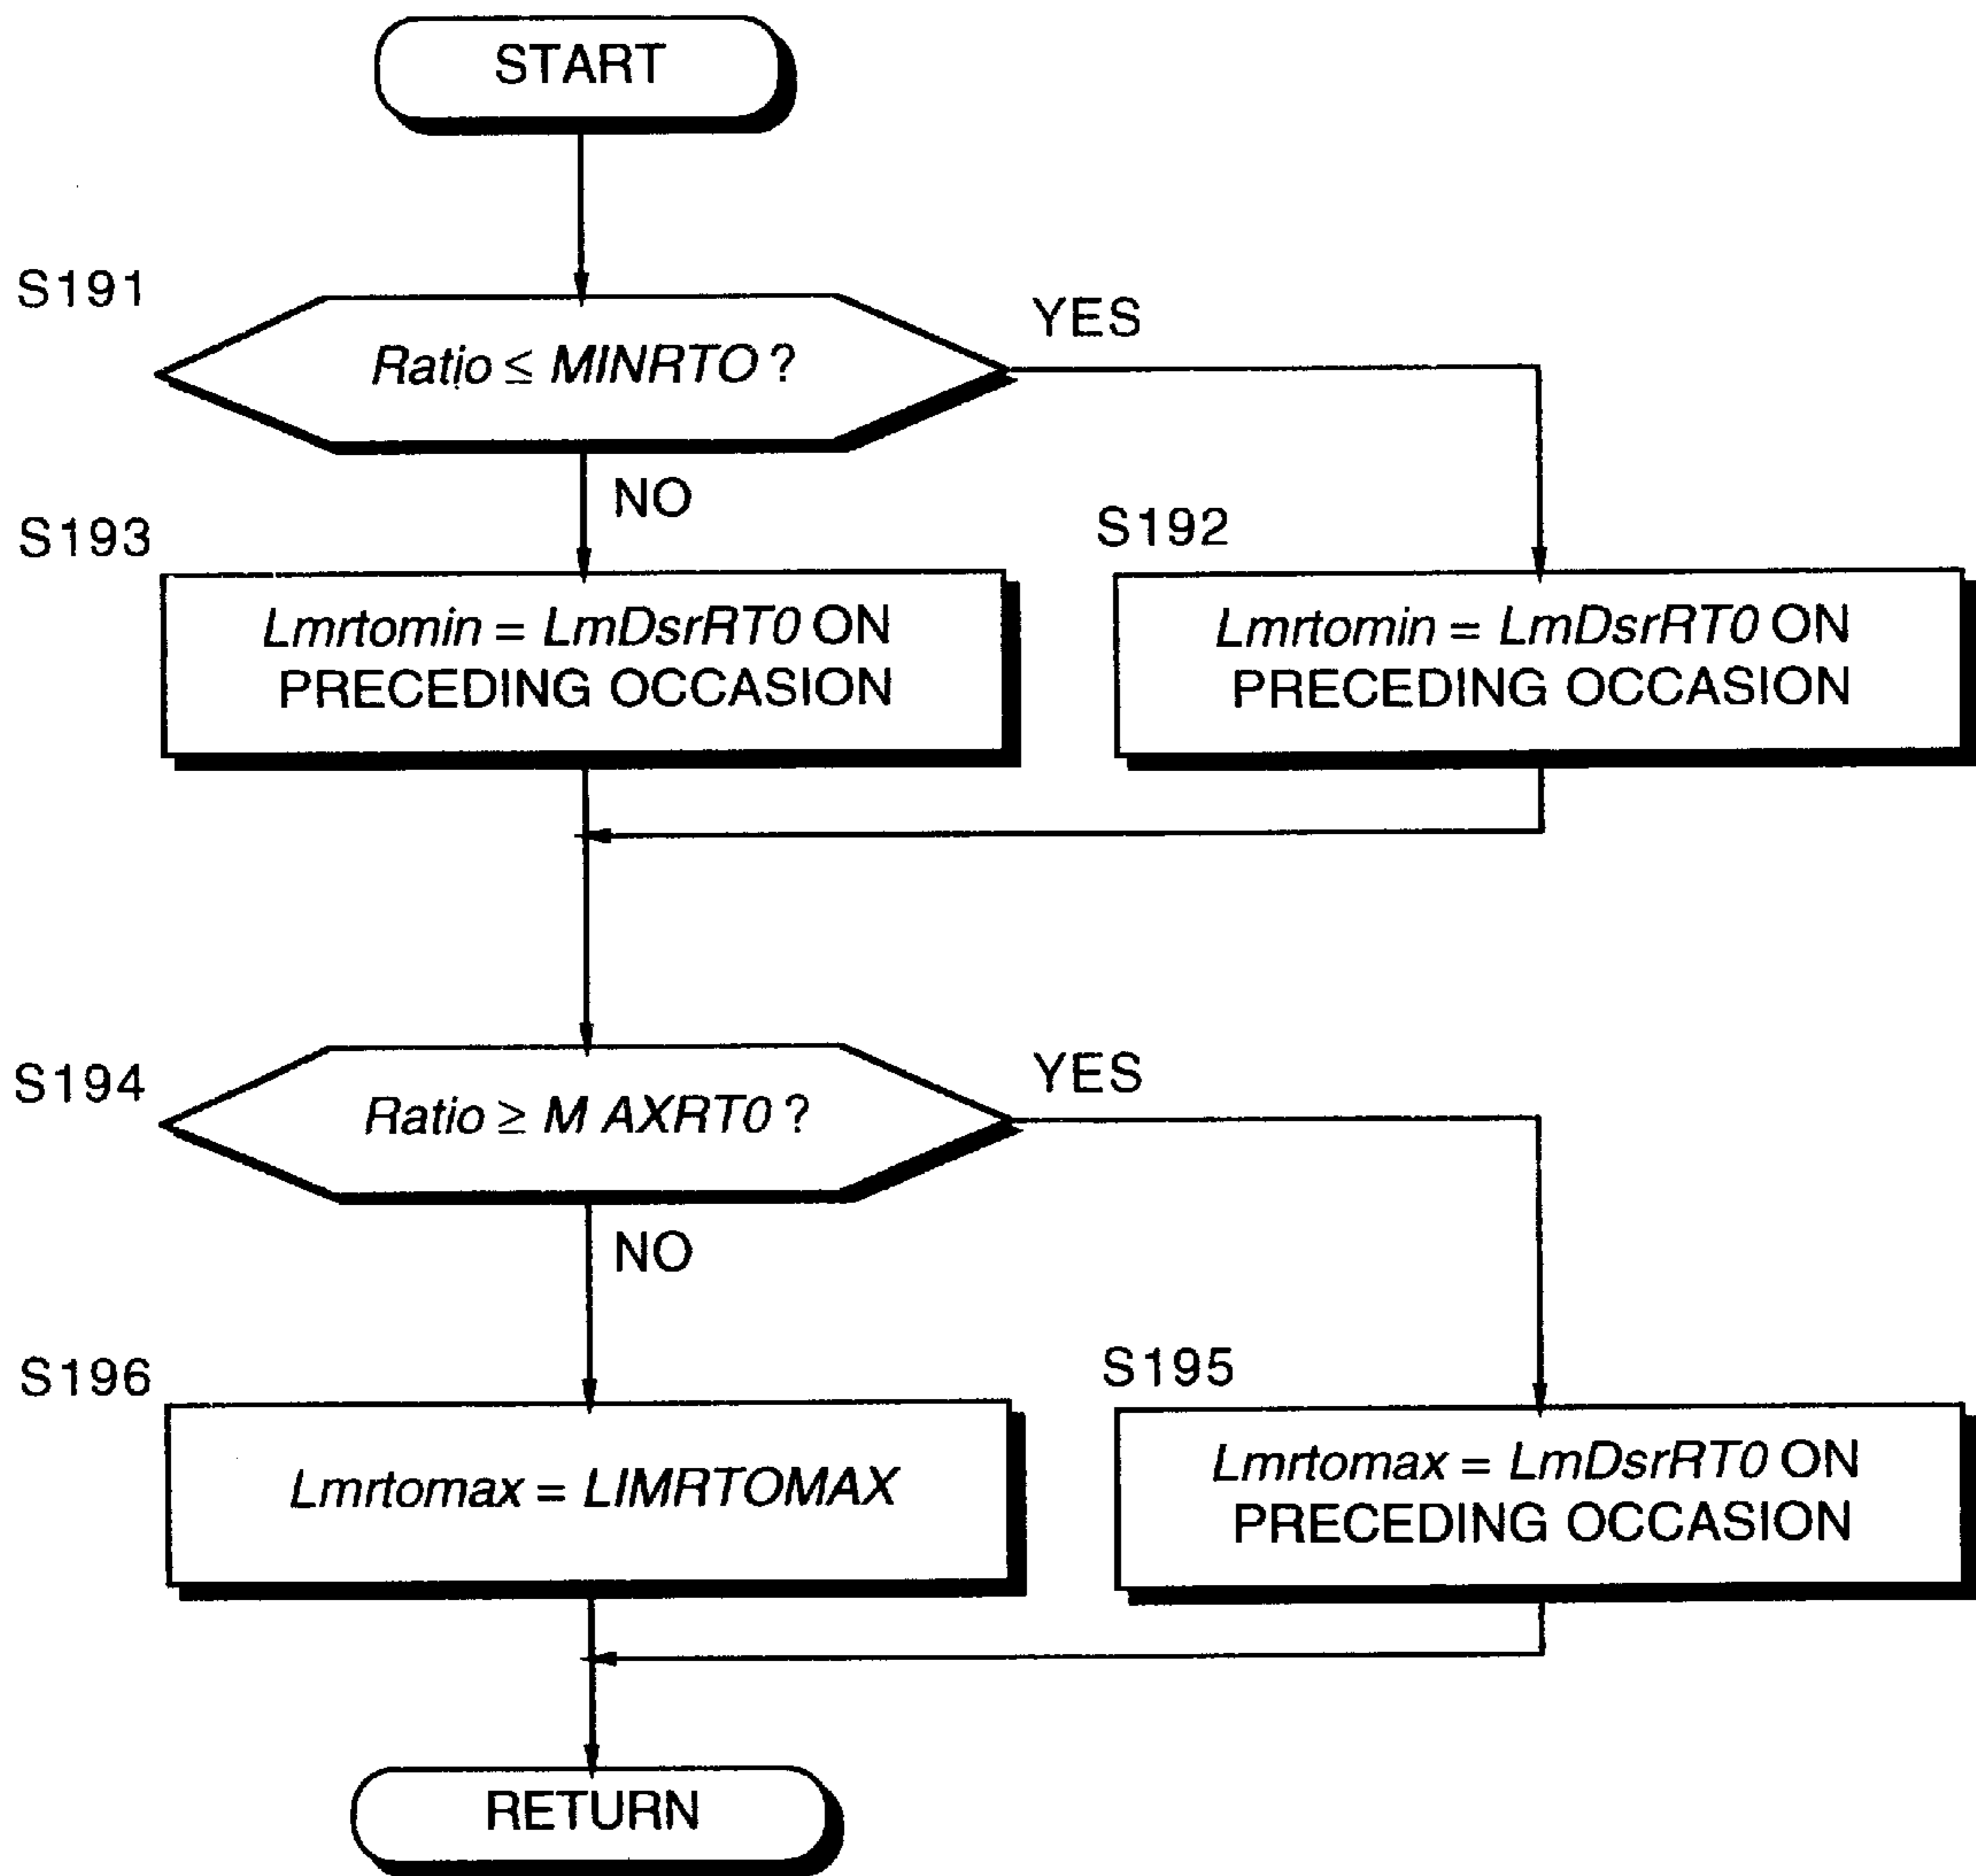 START
S191
Ratio ≤ MINRTO ?
YES
NO
S193
Lmrtomin = LmDsrRT0 ON
PRECEDING OCCASION
S192
Lmrtomin = LmDsrRT0 ON
PRECEDING OCCASION
S194
Ratio ≥ M AXRT0 ?
YES
NO
S196
Lmrtomax = LIMRTOMAX
S195
Lmrtomax = LmDsrRT0 ON
PRECEDING OCCASION
RETURN